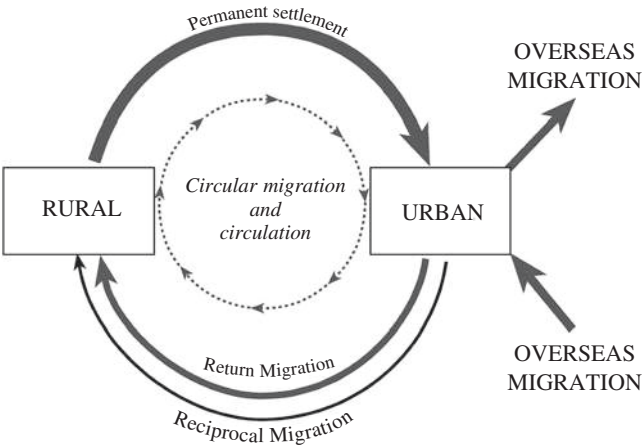 Permanent settlement
OVERSEAS
MIGRATION
RURAL
Circular migration
and
circulation
URBAN
Return Migration
Reciprocal Migration
OVERSEAS
MIGRATION